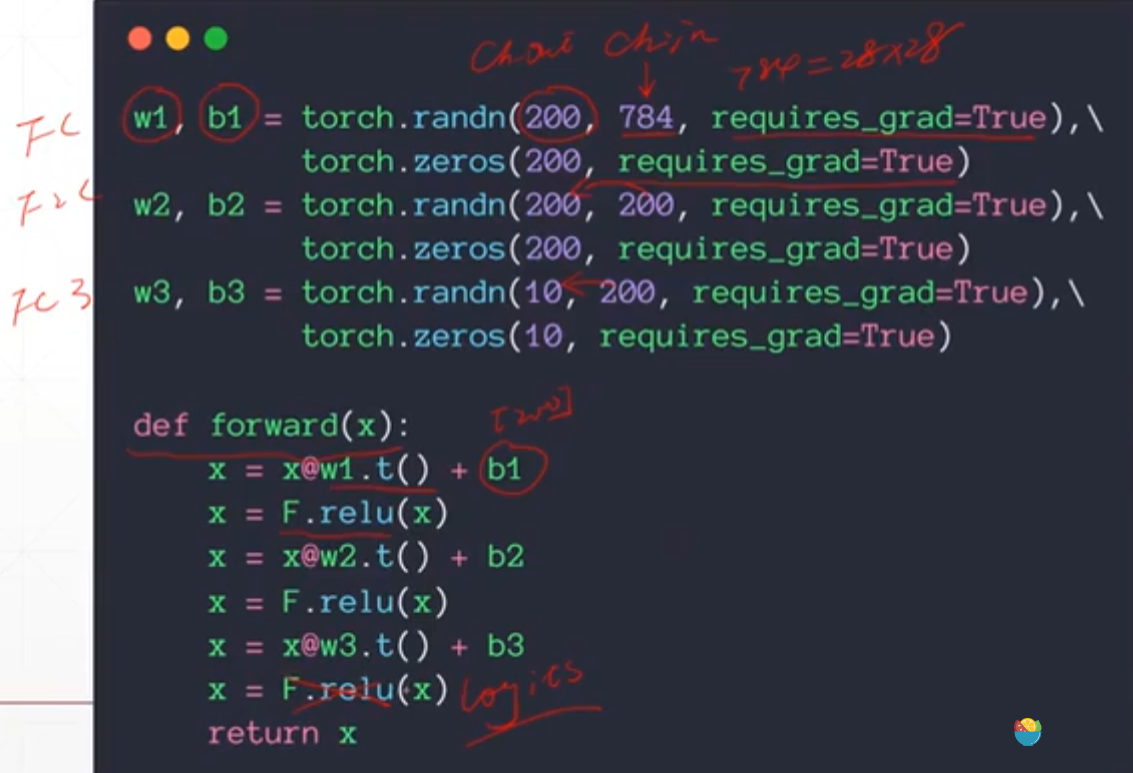 Chout Chin 784=28×28
FC w1, b1 = torch.randn(200, 784, requires_grad=True),\
torch.zeros(200, requires_grad=True)
w2, b2 = torch.randn(200, 200, requires_grad=True),\
torch.zeros(200, requires_grad=True)
FC3 w3, b3 = torch.randn(10, 200, requires_grad=True),\
torch.zeros(10, requires_grad=True)
[200]
def forward(x):
x = x@w1.t() + b1
x = F.relu(x)
x = x@w2.t() + b2
x = F.relu(x)
x = x@w3.t() + b3
x = F.relu(x) logits
return x